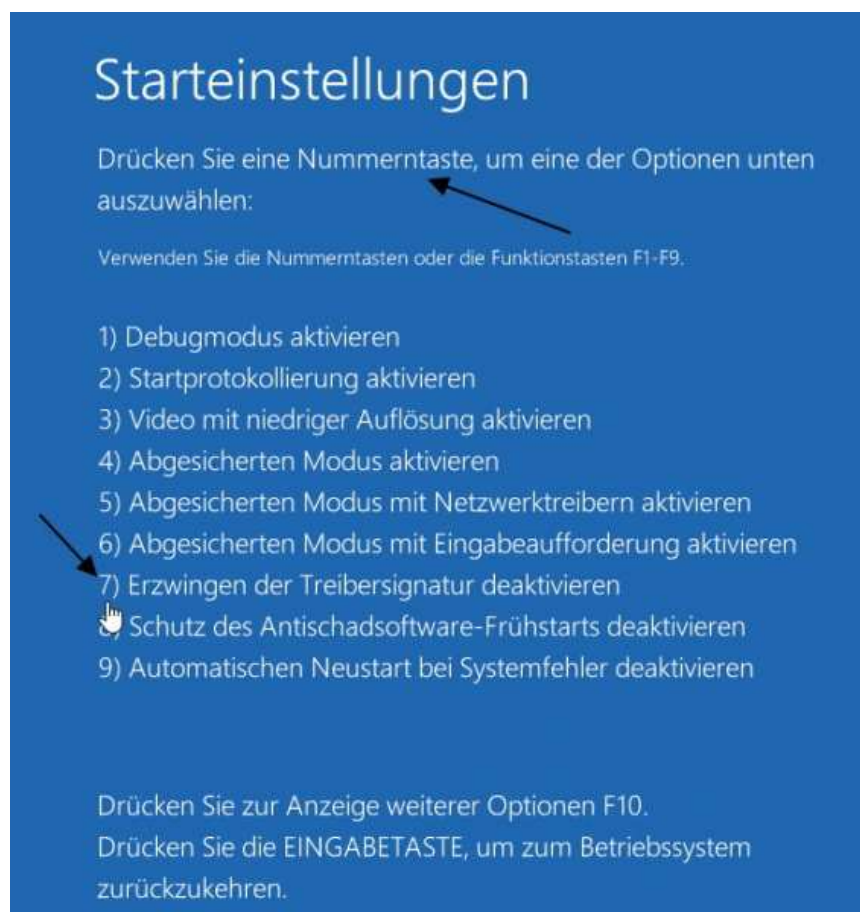 Starteinstellungen
Drücken Sie eine Nummerntaste, um eine der Optionen unten
auszuwählen:
Verwenden Sie die Nummerntasten oder die Funktionstasten F1-F9.
1) Debugmodus aktivieren
2) Startprotokollierung aktivieren
3) Video mit niedriger Auflösung aktivieren
4) Abgesicherten Modus aktivieren
5) Abgesicherten Modus mit Netzwerktreibern aktivieren
6) Abgesicherten Modus mit Eingabeaufforderung aktivieren
7) Erzwingen der Treibersignatur deaktivieren
8) Schutz des Antischadsoftware-Frühstarts deaktivieren
9) Automatischen Neustart bei Systemfehler deaktivieren
Drücken Sie zur Anzeige weiterer Optionen F10.
Drücken Sie die EINGABETASTE, um zum Betriebssystem
zurückzukehren.